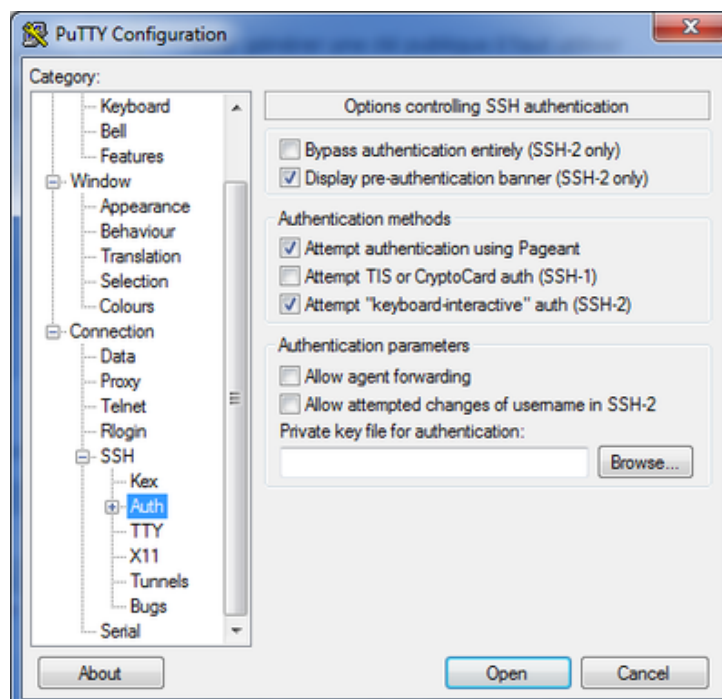 PuTTY Configuration
Category:
Keyboard
Bell
Features
Window
Appearance
Behaviour
Translation
Selection
Colours
Connection
Data
Proxy
Telnet
Rlogin
SSH
Kex
Auth
TTY
X11
Tunnels
Bugs
Serial
Options controlling SSH authentication
Bypass authentication entirely (SSH-2 only)
Display pre-authentication banner (SSH-2 only)
Authentication methods
Attempt authentication using Pageant
Attempt TIS or CryptoCard auth (SSH-1)
Attempt "keyboard-interactive" auth (SSH-2)
Authentication parameters
Allow agent forwarding
Allow attempted changes of username in SSH-2
Private key file for authentication:
Browse...
About
Open
Cancel